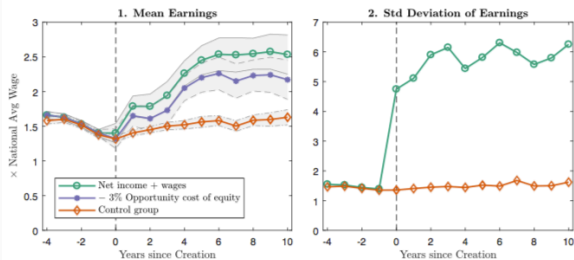 1. Mean Earnings
× National Avg Wage
3
2.5
2
1.5
1
0.5
0
Net income + wages
− 3% Opportunity cost of equity
Control group
-4 -2 0 2 4 6 8 10
Years since Creation
2. Std Deviation of Earnings
7
6
5
4
3
2
1
0
-4 -2 0 2 4 6 8 10
Years since Creation